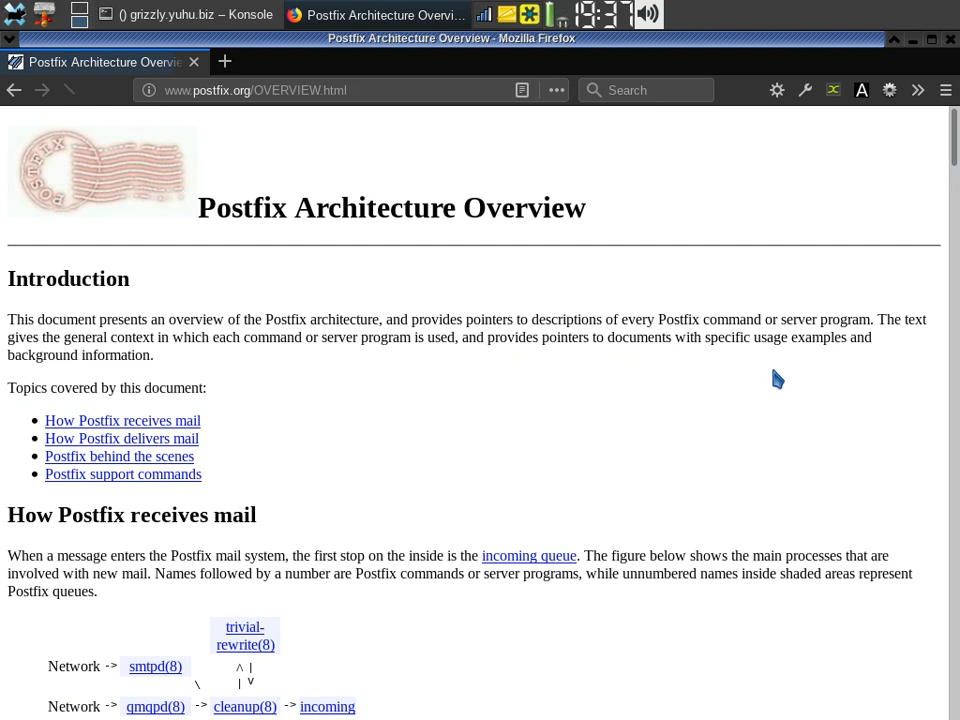 () grizzly.yuhu.biz – Konsole
Postfix Architecture Overvi...
19:37
Postfix Architecture Overview - Mozilla Firefox
Postfix Architecture Overvie
www.postfix.org/OVERVIEW.html
Search
A
POSTFIX
Postfix Architecture Overview
Introduction
This document presents an overview of the Postfix architecture, and provides pointers to descriptions of every Postfix command or server program. The text
gives the general context in which each command or server program is used, and provides pointers to documents with specific usage examples and
background information.
Topics covered by this document:
• How Postfix receives mail
• How Postfix delivers mail
• Postfix behind the scenes
• Postfix support commands
How Postfix receives mail
When a message enters the Postfix mail system, the first stop on the inside is the incoming queue. The figure below shows the main processes that are
involved with new mail. Names followed by a number are Postfix commands or server programs, while unnumbered names inside shaded areas represent
Postfix queues.
trivial-
rewrite(8)
Network -> smtpd(8) ^ |
\ | v
Network -> qmqpd(8) -> cleanup(8) -> incoming